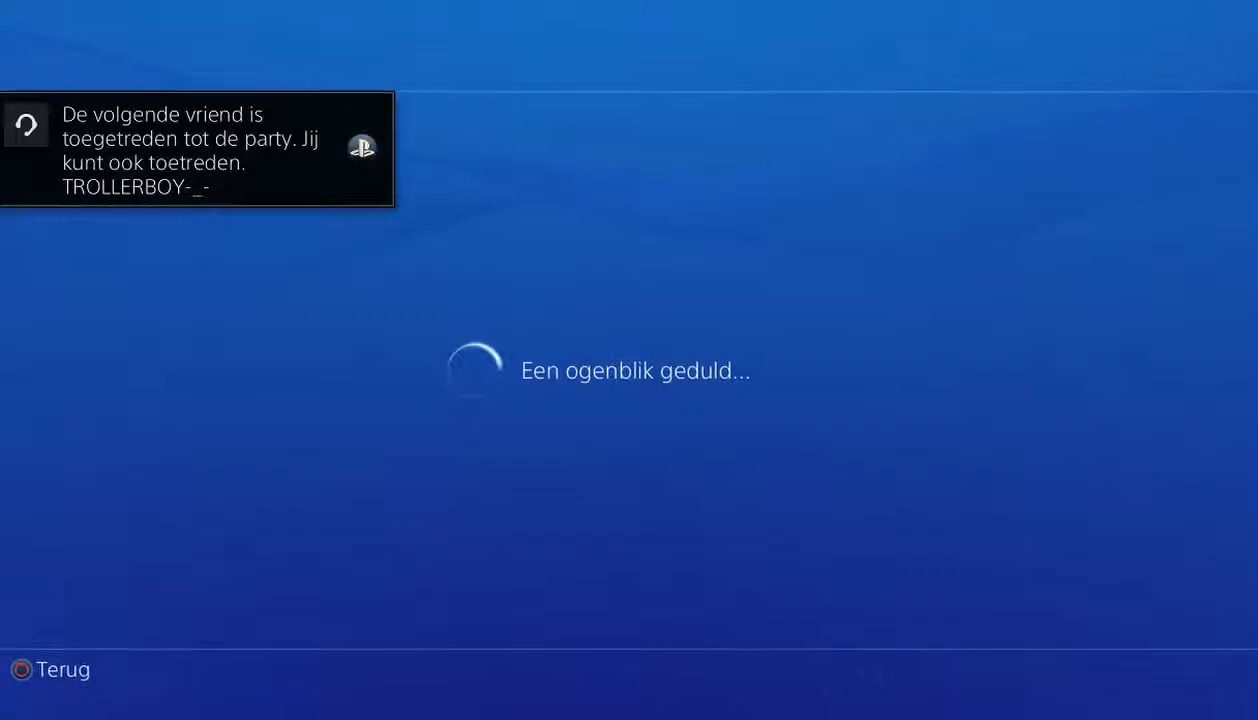 De volgende vriend is
toegetreden tot de party. Jij
kunt ook toetreden.
TROLLERBOY-_-
Een ogenblik geduld...
Terug